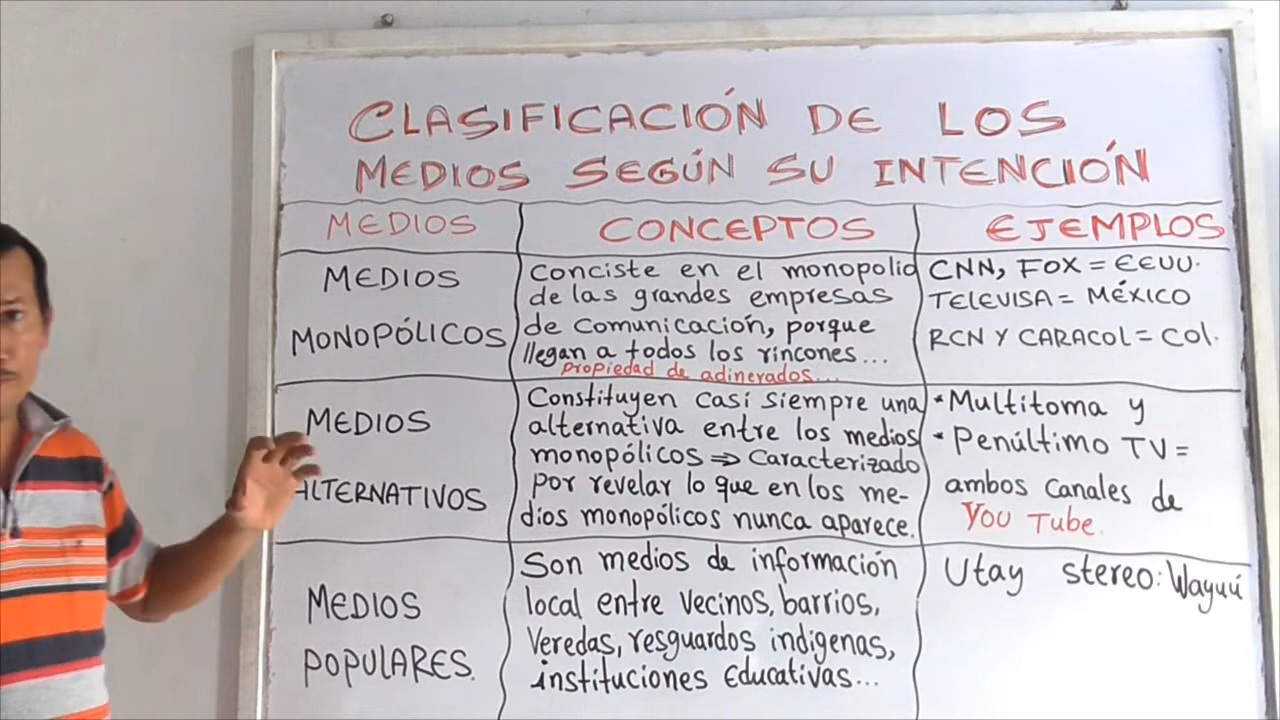 CLASIFICACIÓN DE LOS
MEDIOS SEGÚN SU INTENCIÓN
MEDIOS
CONCEPTOS
EJEMPLOS
MEDIOS
MONOPÓLICOS
Conciste en el monopolio
de las grandes empresas
de comunicación, porque
llegan a todos los rincones...
propiedad de adinerados...
CNN, FOX = EEUU.
TELEVISA = MÉXICO
RCN Y CARACOL = COL.
MEDIOS
ALTERNATIVOS
Constituyen casi siempre una
alternativa entre los medios
monopólicos ⇒ Caracterizado
por revelar lo que en los me-
dios monopólicos nunca aparece.
* Multitoma y
* Penúltimo TV =
ambos canales de
YOU Tube.
MEDIOS
POPULARES.
Son medios de información
local entre vecinos, barrios,
Veredas, resguardos indigenas,
instituciones Educativas...
Utay stereo: Wayuú